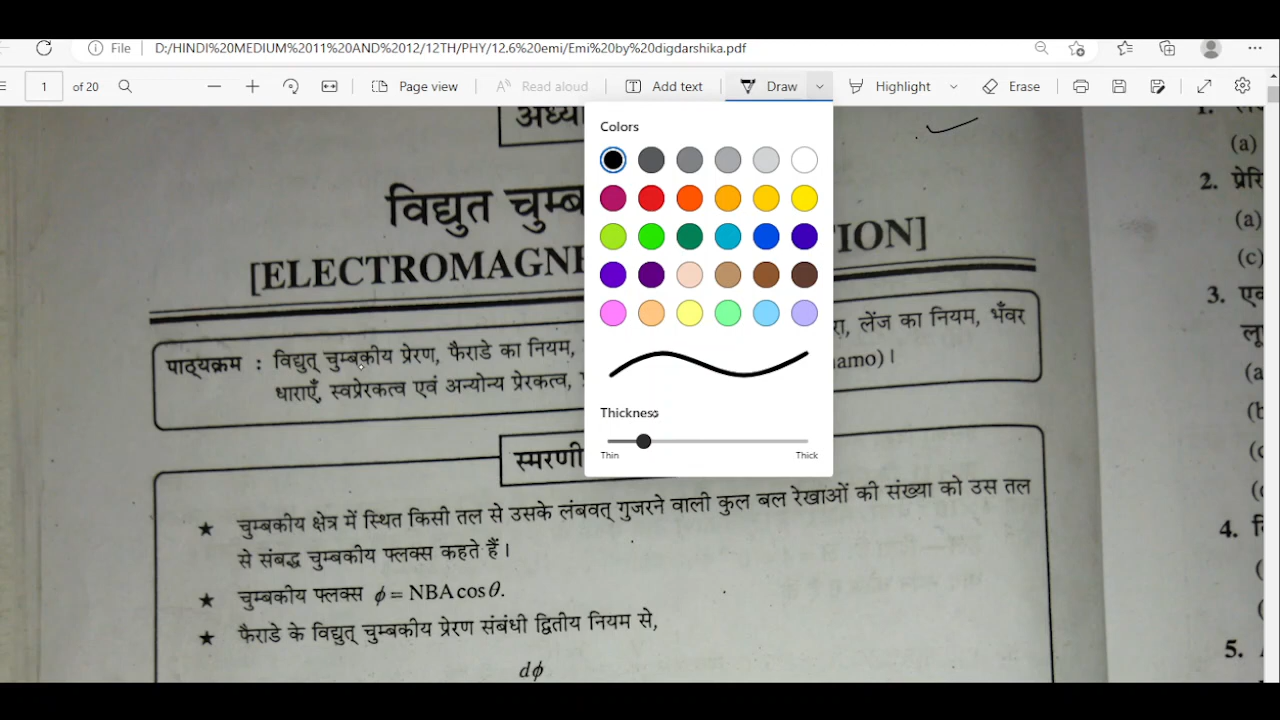 File D:/HINDI%20MEDIUM%2011%20AND%2012/12TH/PHY/12.6%20emi/Emi%20by%20digdarshika.pdf
1 of 20 Page view Read aloud Add text Draw Highlight Erase
Colors
Thickness
Thin Thick
विद्युत
[ELECTROMAGNE
ION]
पाठ्यक्रम : विद्युत् चुम्बकीय प्रेरण, फैराडे का नियम,
लेंज का नियम, भँवर
धाराएँ, स्वप्रेरकत्व एवं अन्योन्य प्रेरकत्व,
amo)।
स्मरणी
★ चुम्बकीय क्षेत्र में स्थित किसी तल से उसके लंबवत् गुजरने वाली कुल बल रेखाओं की संख्या को उस तल
से संबद्ध चुम्बकीय फ्लक्स कहते हैं।
★ चुम्बकीय फ्लक्स ϕ = NBA cos θ.
★ फैराडे के विद्युत् चुम्बकीय प्रेरण संबंधी द्वितीय नियम से,
dϕ
(a)
2.
(a)
(c)
3.
4.
5.